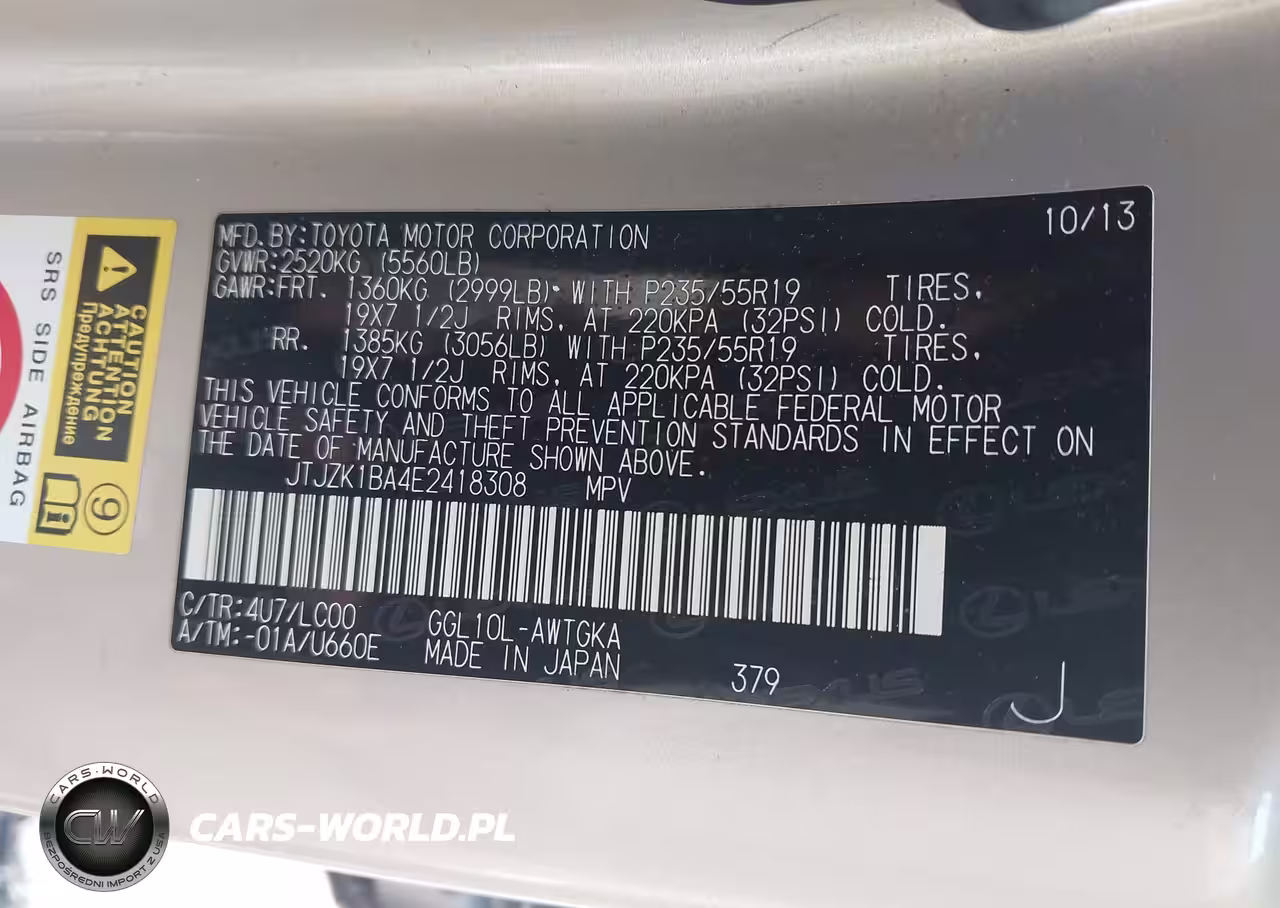 10/13
MFD.BY:TOYOTA MOTOR CORPORATION
GVWR:2520KG (5560LB)
GAWR:FRT. 1360KG (2999LB) WITH P235/55R19 TIRES,
19X7 1/2J RIMS, AT 220KPA (32PSI) COLD.
RR. 1385KG (3056LB) WITH P235/55R19 TIRES,
19X7 1/2J RIMS, AT 220KPA (32PSI) COLD.
THIS VEHICLE CONFORMS TO ALL APPLICABLE FEDERAL MOTOR
VEHICLE SAFETY AND THEFT PREVENTION STANDARDS IN EFFECT ON
THE DATE OF MANUFACTURE SHOWN ABOVE.
JTJZK1BA4E2418308 MPV
C/TR:4U7/LC00
A/TM:-01A/U660E
GGL10L-AWTGKA
MADE IN JAPAN
379
J
SRS SIDE AIRBAG
CAUTION
ATTENTION
ACHTUNG
Предупреждение
9
i
LEXUS
CARS-WORLD
CW
BEZPOŚREDNI IMPORT Z USA
CARS-WORLD.PL